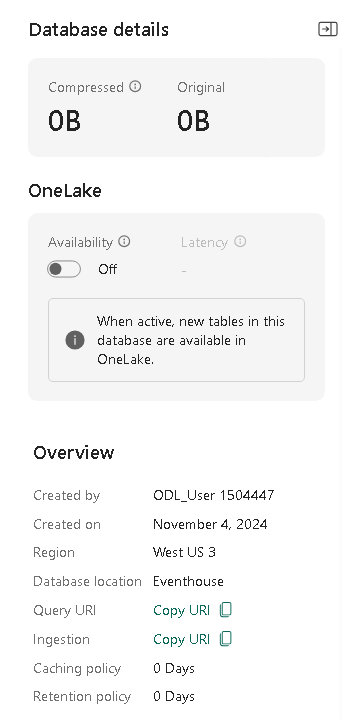 Database details
Compressed Original
0B 0B
OneLake
Availability Latency
Off -
When active, new tables in this
database are available in
OneLake.
Overview
Created by ODL_User 1504447
Created on November 4, 2024
Region West US 3
Database location Eventhouse
Query URI Copy URI
Ingestion Copy URI
Caching policy 0 Days
Retention policy 0 Days